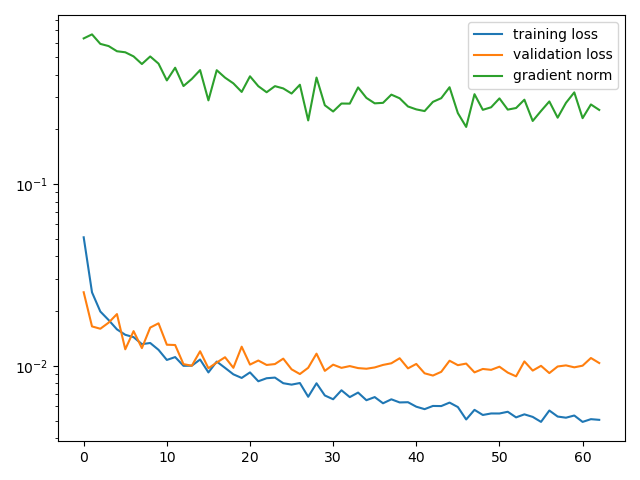 training loss
validation loss
gradient norm
10⁻¹
10⁻²
0 10 20 30 40 50 60